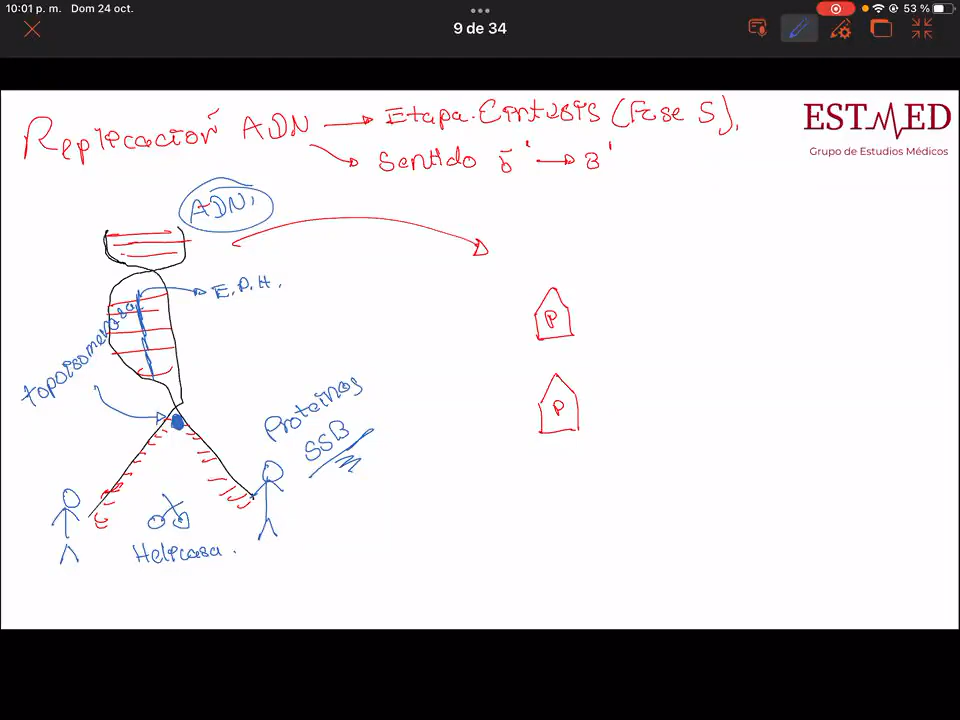 10:01 p. m.  Dom 24 oct.
53 %
9 de 34
Replicación ADN → Etapa. Síntesis (Fase S).
→ Sentido 5' → 3'
ESTMED
Grupo de Estudios Médicos
ADN
E.P.H.
P
topoisomerasa
P
Proteinas
SSB
Helicasa.